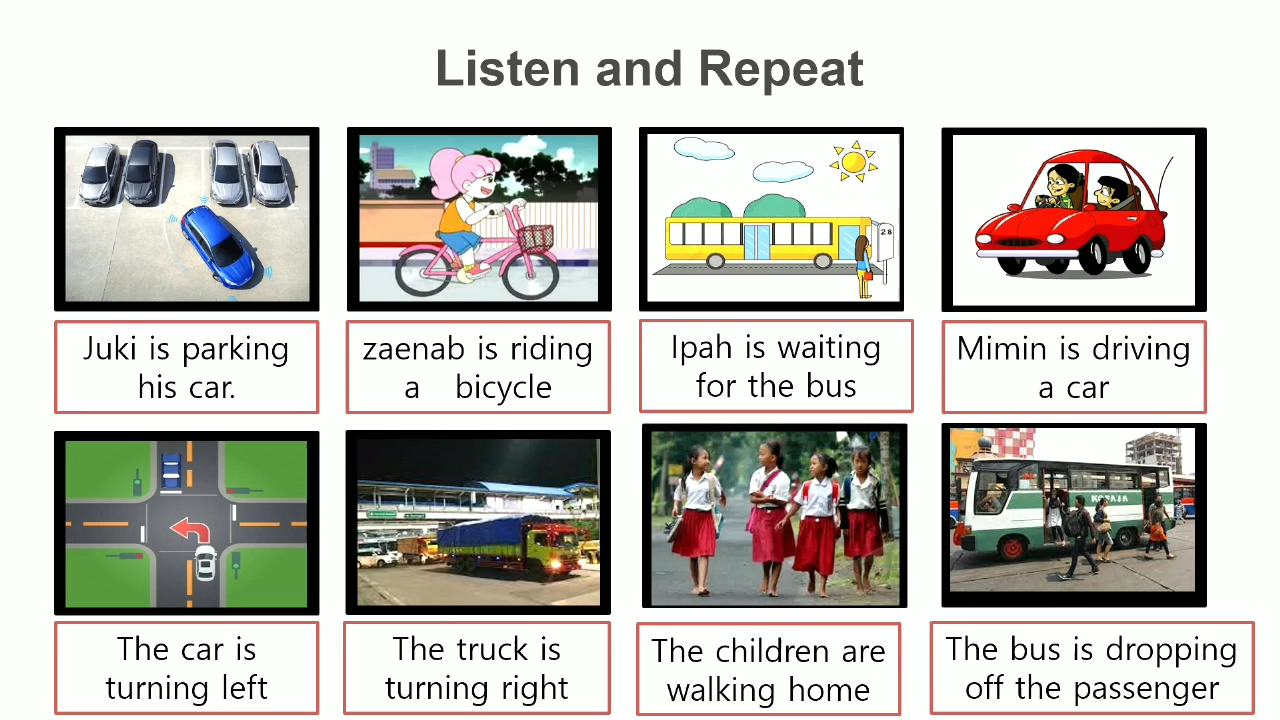 Listen and Repeat
28
Juki is parking
his car.
zaenab is riding
a bicycle
Ipah is waiting
for the bus
Mimin is driving
a car
KOPAJA
The car is
turning left
The truck is
turning right
The children are
walking home
The bus is dropping
off the passenger